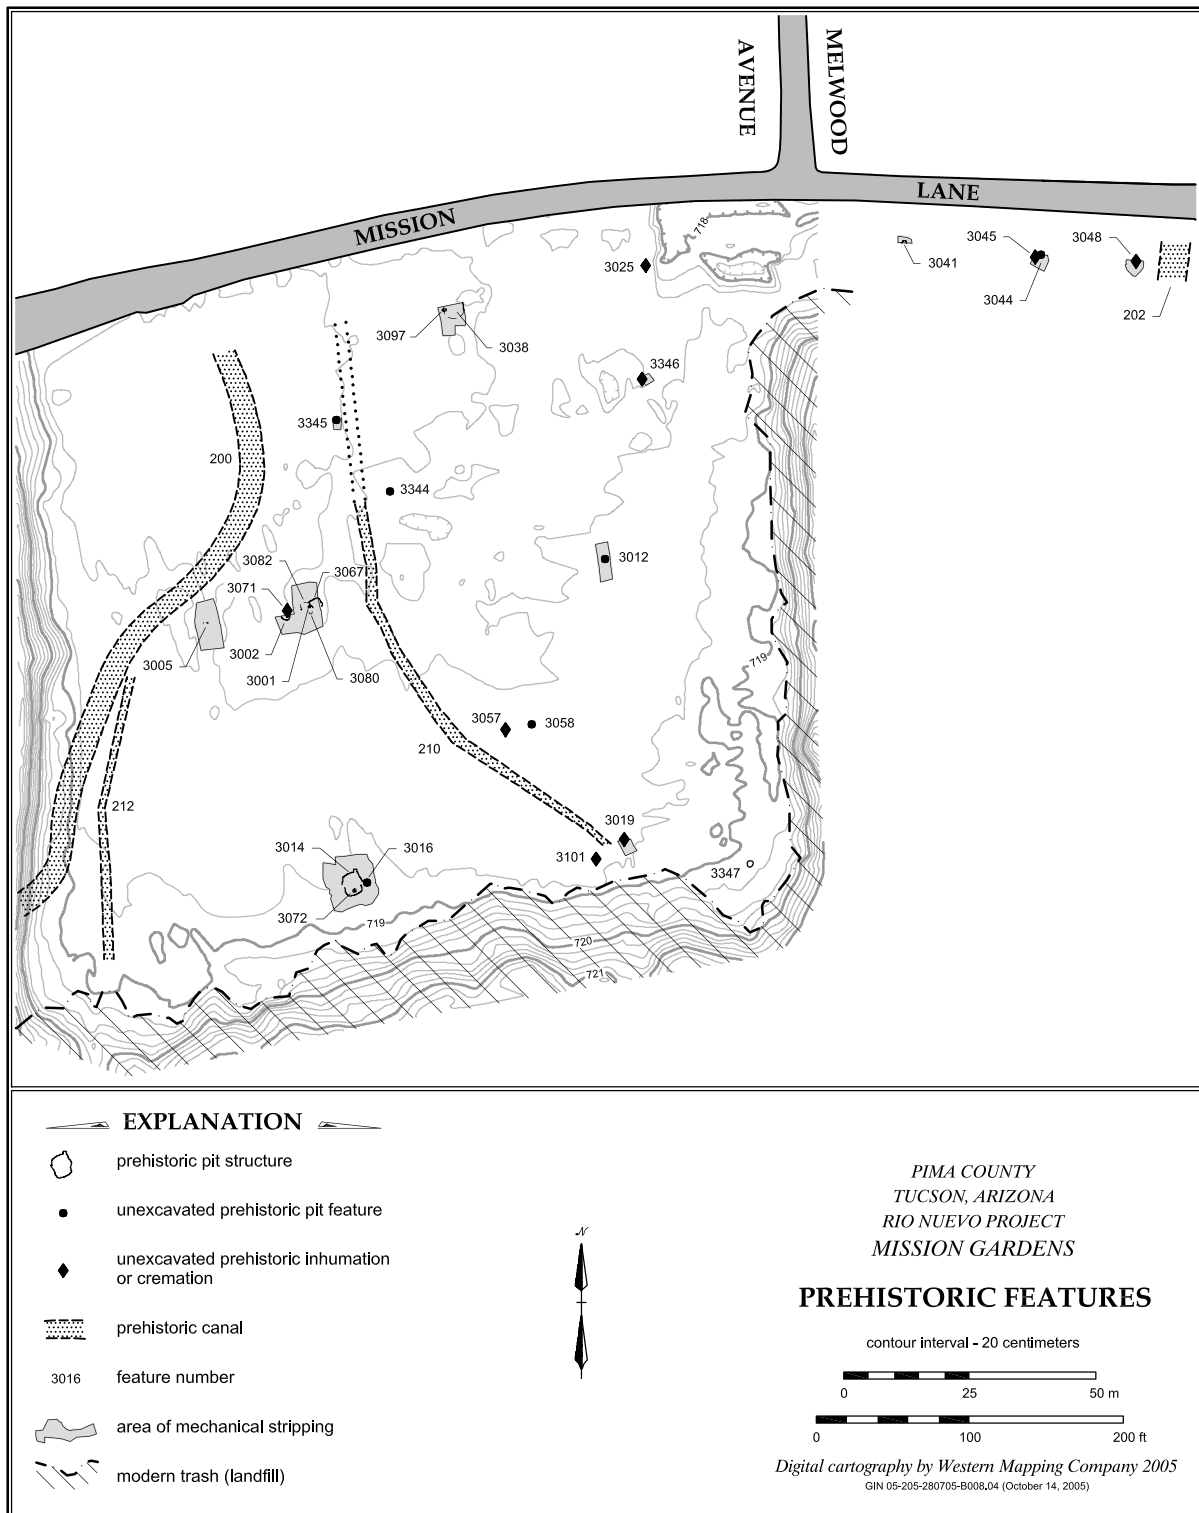 AVENUE
MELWOOD
MISSION
LANE
718
3025
3041
3045
3044
3048
202
3097
3038
3346
3345
200
3344
3082
3067
3071
3012
3005
3002
3001
3080
719
3057
3058
210
212
3019
3101
3014
3016
3347
3072
719
720
721
EXPLANATION
prehistoric pit structure
unexcavated prehistoric pit feature
unexcavated prehistoric inhumation
or cremation
prehistoric canal
3016 feature number
area of mechanical stripping
modern trash (landfill)
N
PIMA COUNTY
TUCSON, ARIZONA
RIO NUEVO PROJECT
MISSION GARDENS
PREHISTORIC FEATURES
contour interval - 20 centimeters
0 25 50 m
0 100 200 ft
Digital cartography by Western Mapping Company 2005
GIN 05-205-280705-B008.04 (October 14, 2005)